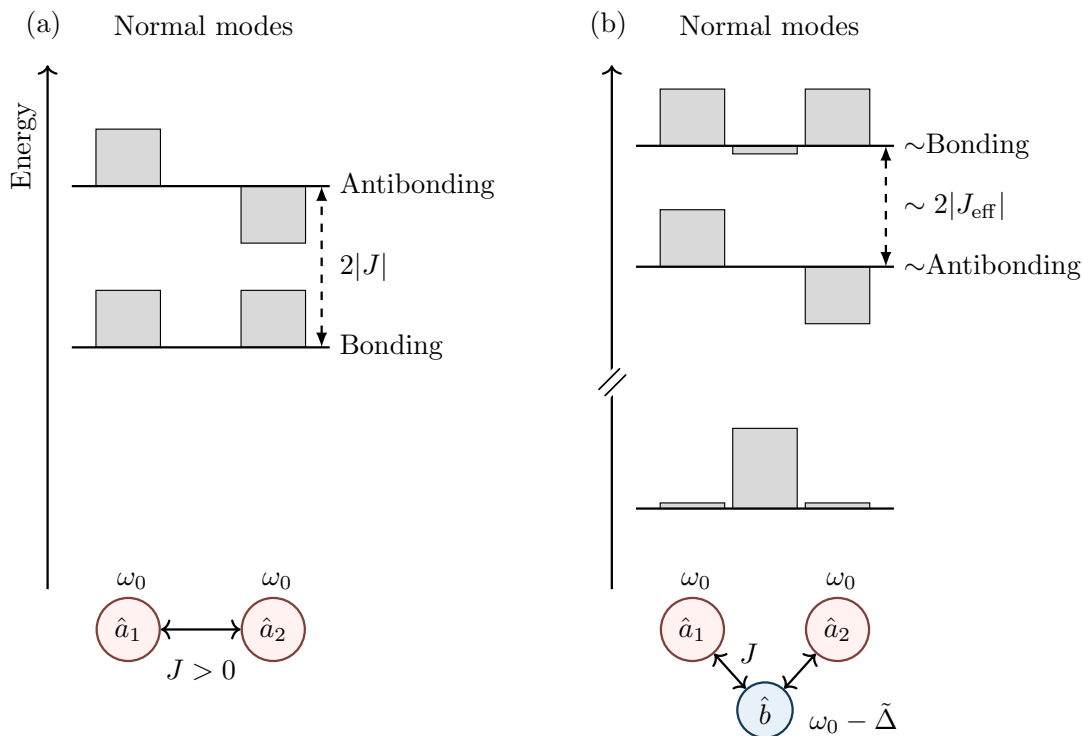 (a) Normal modes
Energy
Antibonding
2|J|
Bonding
ω₀ ω₀
â₁ â₂
J > 0
(b) Normal modes
~Bonding
~ 2|J_eff|
~Antibonding
ω₀ ω₀
â₁ â₂
J
b̂
ω₀ − Δ̃